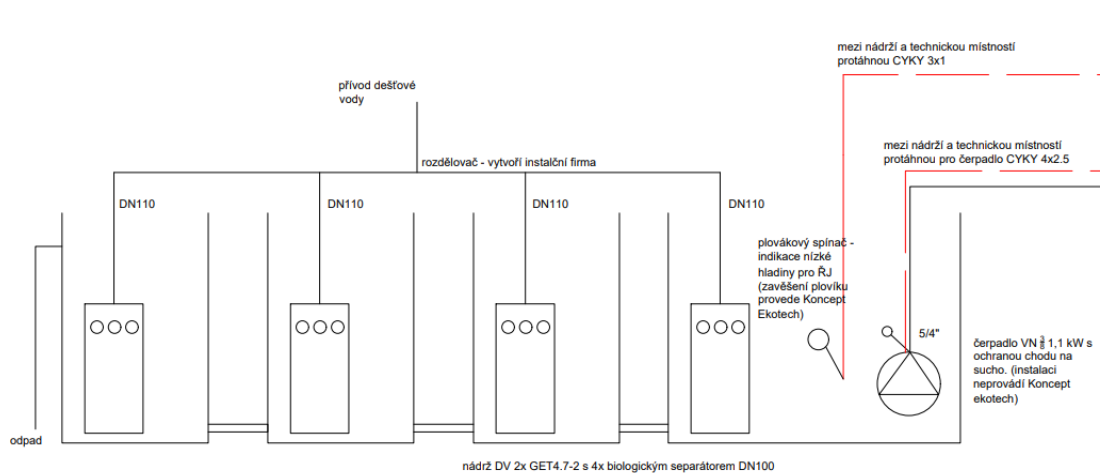 mezi nádrží a technickou místností
protáhnou CYKY 3x1
přívod dešťové
vody
mezi nádrží a technickou místností
protáhnou pro čerpadlo CYKY 4x2.5
rozdělovač - vytvoří instalční firma
DN110
DN110
DN110
DN110
plovákový spínač -
indikace nízké
hladiny pro ŘJ
(zavěšení plovíku
provede Koncept
Ekotech)
5/4"
čerpadlo VN 1,1 kW s
ochranou chodu na
sucho. (instalaci
neprovádí Koncept
ekotech)
odpad
nádrž DV 2x GET4.7-2 s 4x biologickým separátorem DN100